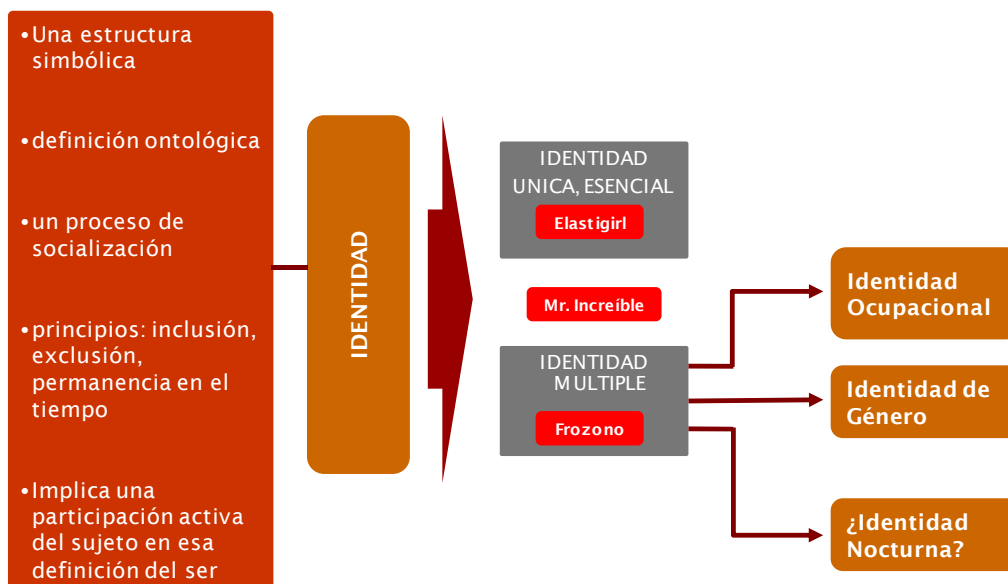 •Una estructura
simbólica
•definición ontológica
•un proceso de
socialización
•principios: inclusión,
exclusión,
permanencia en el
tiempo
•Implica una
participación activa
del sujeto en esa
definición del ser
IDENTIDAD
IDENTIDAD
UNICA, ESENCIAL
Elastigirl
Mr. Increíble
IDENTIDAD
MULTIPLE
Frozono
Identidad
Ocupacional
Identidad de
Género
¿Identidad
Nocturna?